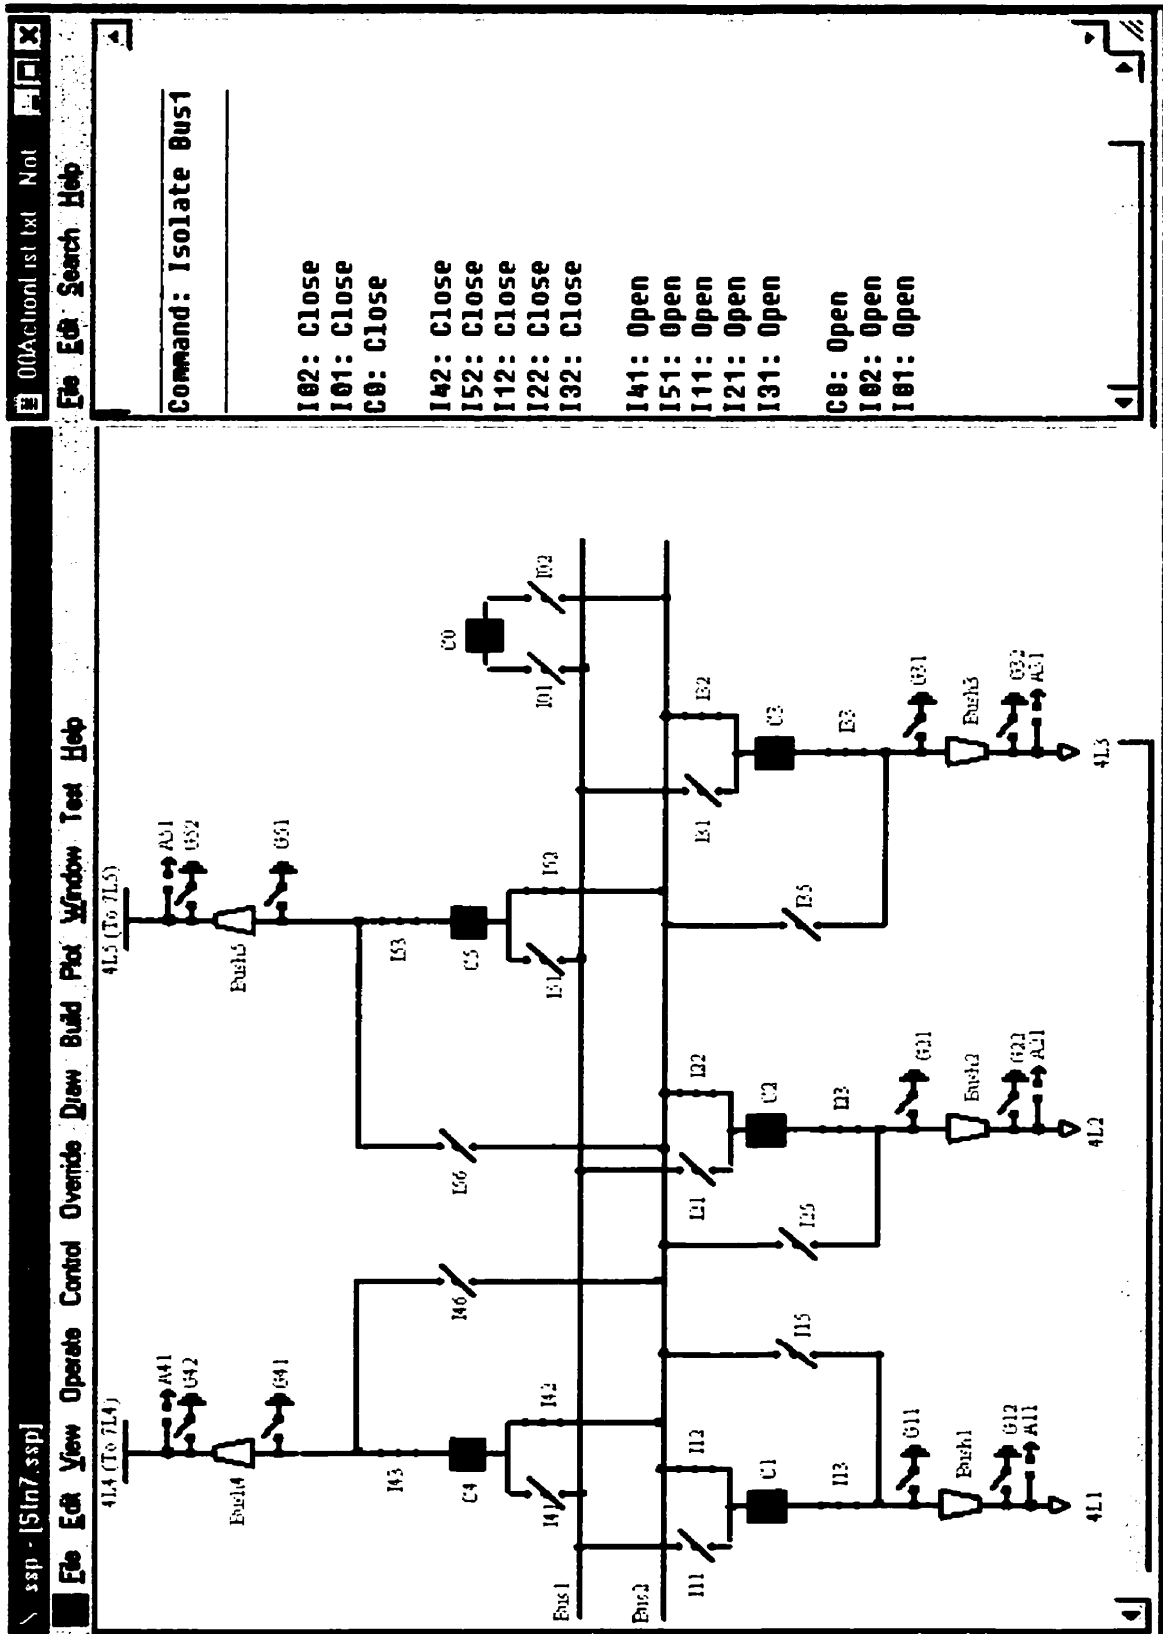 ssp - [5ln7.ssp]
File Edit View Operate Control Override Draw Build Plot Window Test Help
4L4 (To 7L4)
4L5 (To 7L5)
A41
G42
Bush4
G41
A51
G52
Bush5
G51
I43
I46
C4
I41
I42
I53
I56
C5
I51
I52
C0
I01
I02
Bus1
Bus2
I11
I12
C1
I13
I15
G11
Bush1
G12
A11
4L1
I21
I22
C2
I23
I25
G21
Bush2
G22
A21
4L2
I31
I32
C3
I33
I35
G31
Bush3
G32
A31
4L3
00ActionList.txt Not
File Edit Search Help
Command: Isolate Bus1
I02: Close
I01: Close
C0: Close
I42: Close
I52: Close
I12: Close
I22: Close
I32: Close
I41: Open
I51: Open
I11: Open
I21: Open
I31: Open
C0: Open
I02: Open
I01: Open